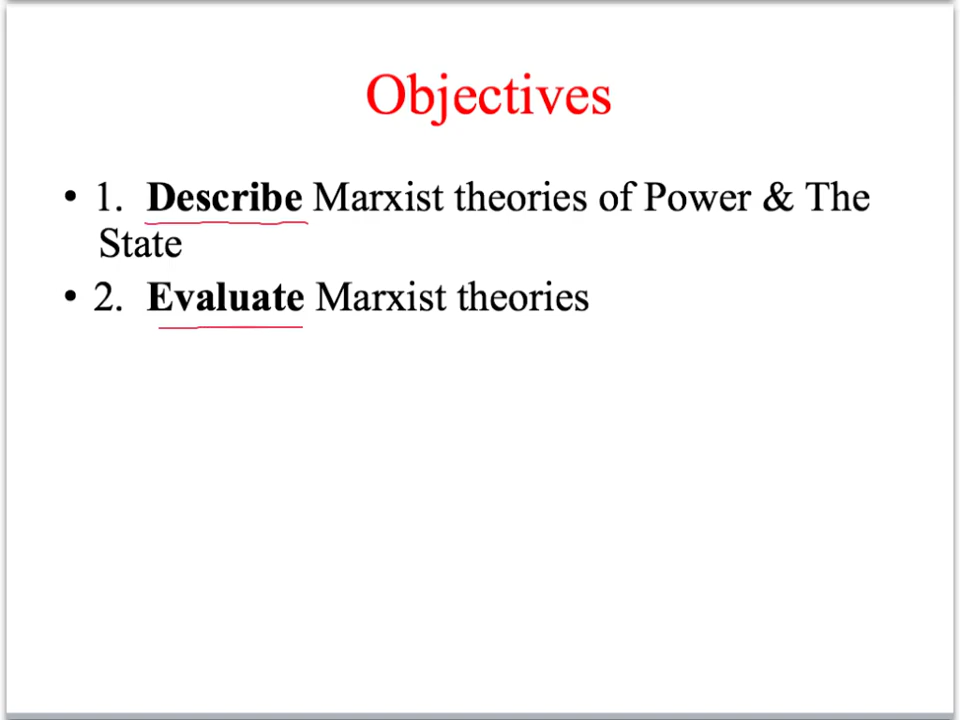 Objectives
• 1. Describe Marxist theories of Power & The
State
• 2. Evaluate Marxist theories